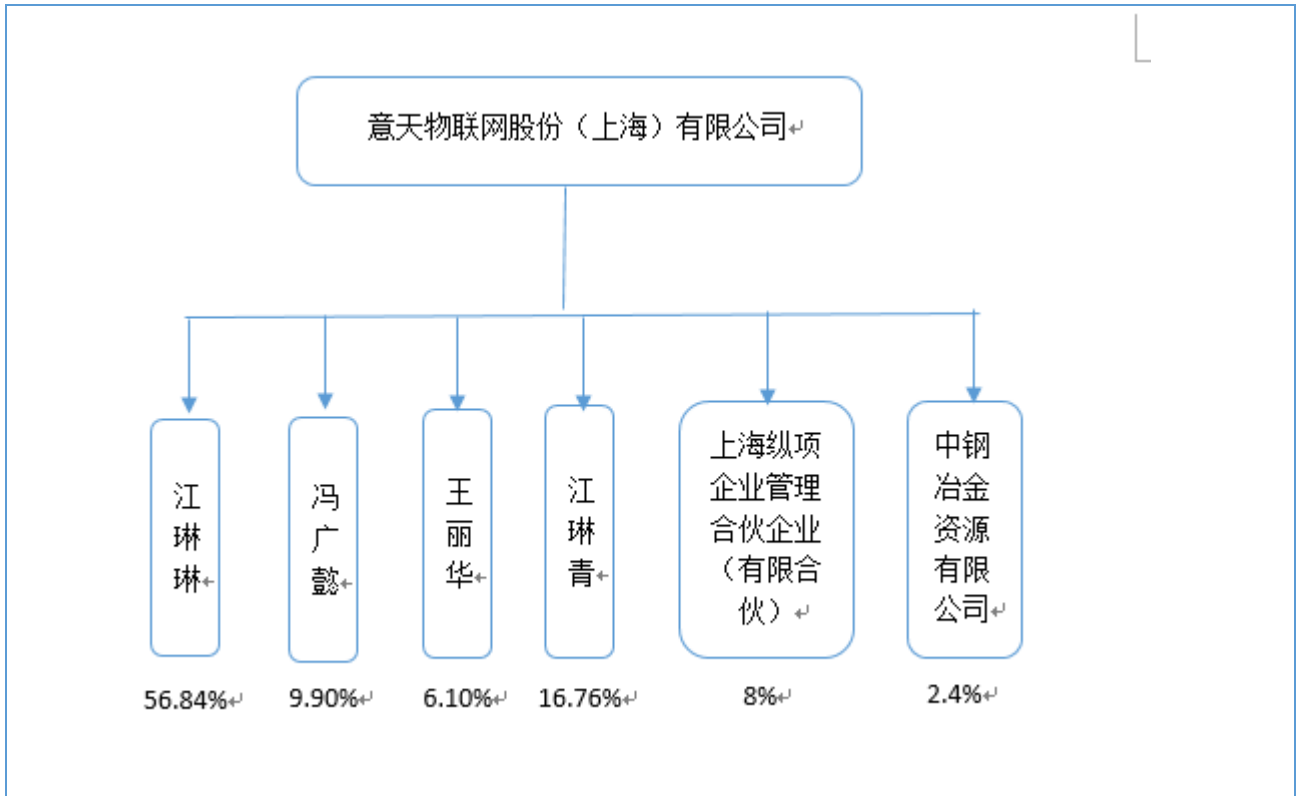 意天物联网股份（上海）有限公司
江
琳
琳
冯
广
懿
王
丽
华
江
琳
青
上海纵项
企业管理
合伙企业
（有限合
伙）
中钢
冶金
资源
有限
公司
56.84%
9.90%
6.10%
16.76%
8%
2.4%